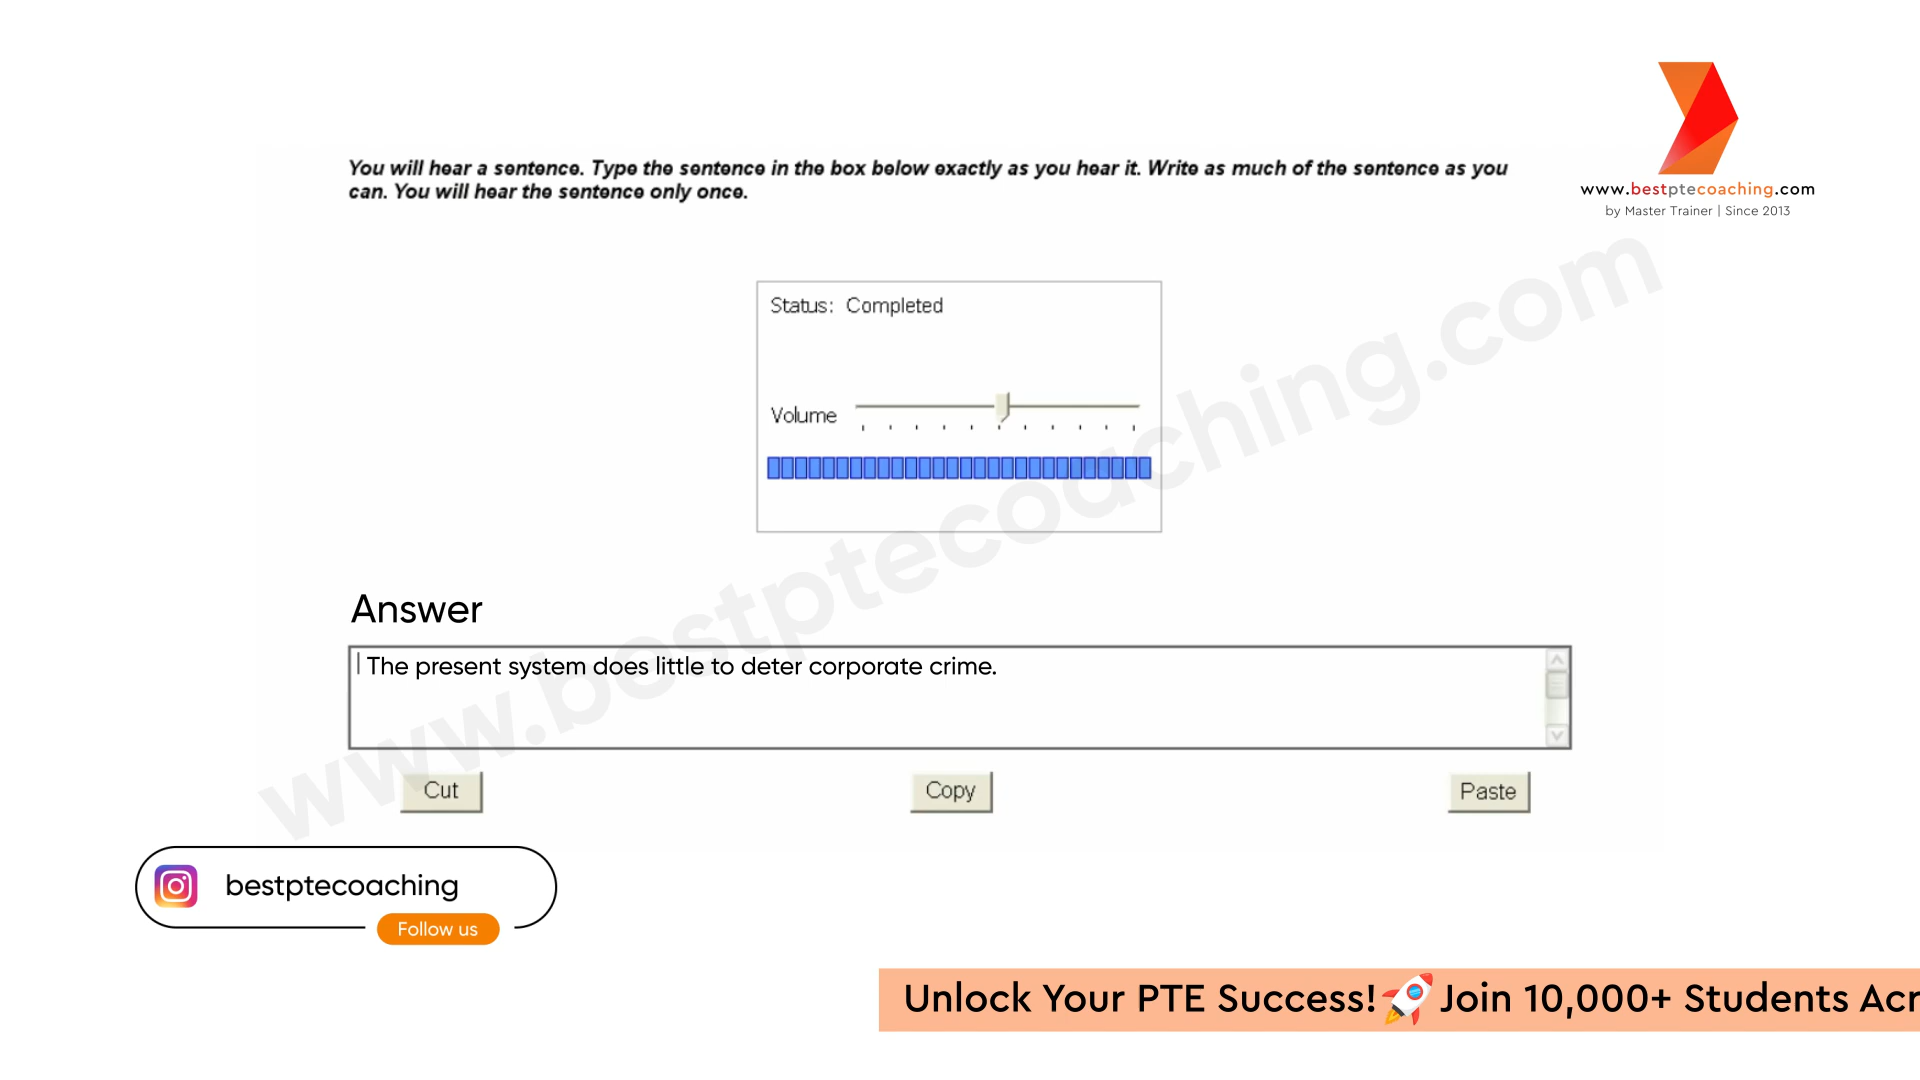 You will hear a sentence. Type the sentence in the box below exactly as you hear it. Write as much of the sentence as you
can. You will hear the sentence only once.
www.bestptecoaching.com
by Master Trainer | Since 2013
Status: Completed
Volume
Answer
The present system does little to deter corporate crime.
Cut
Copy
Paste
www.bestptecoaching.com
bestptecoaching
Follow us
Unlock Your PTE Success!🚀Join 10,000+ Students Acr